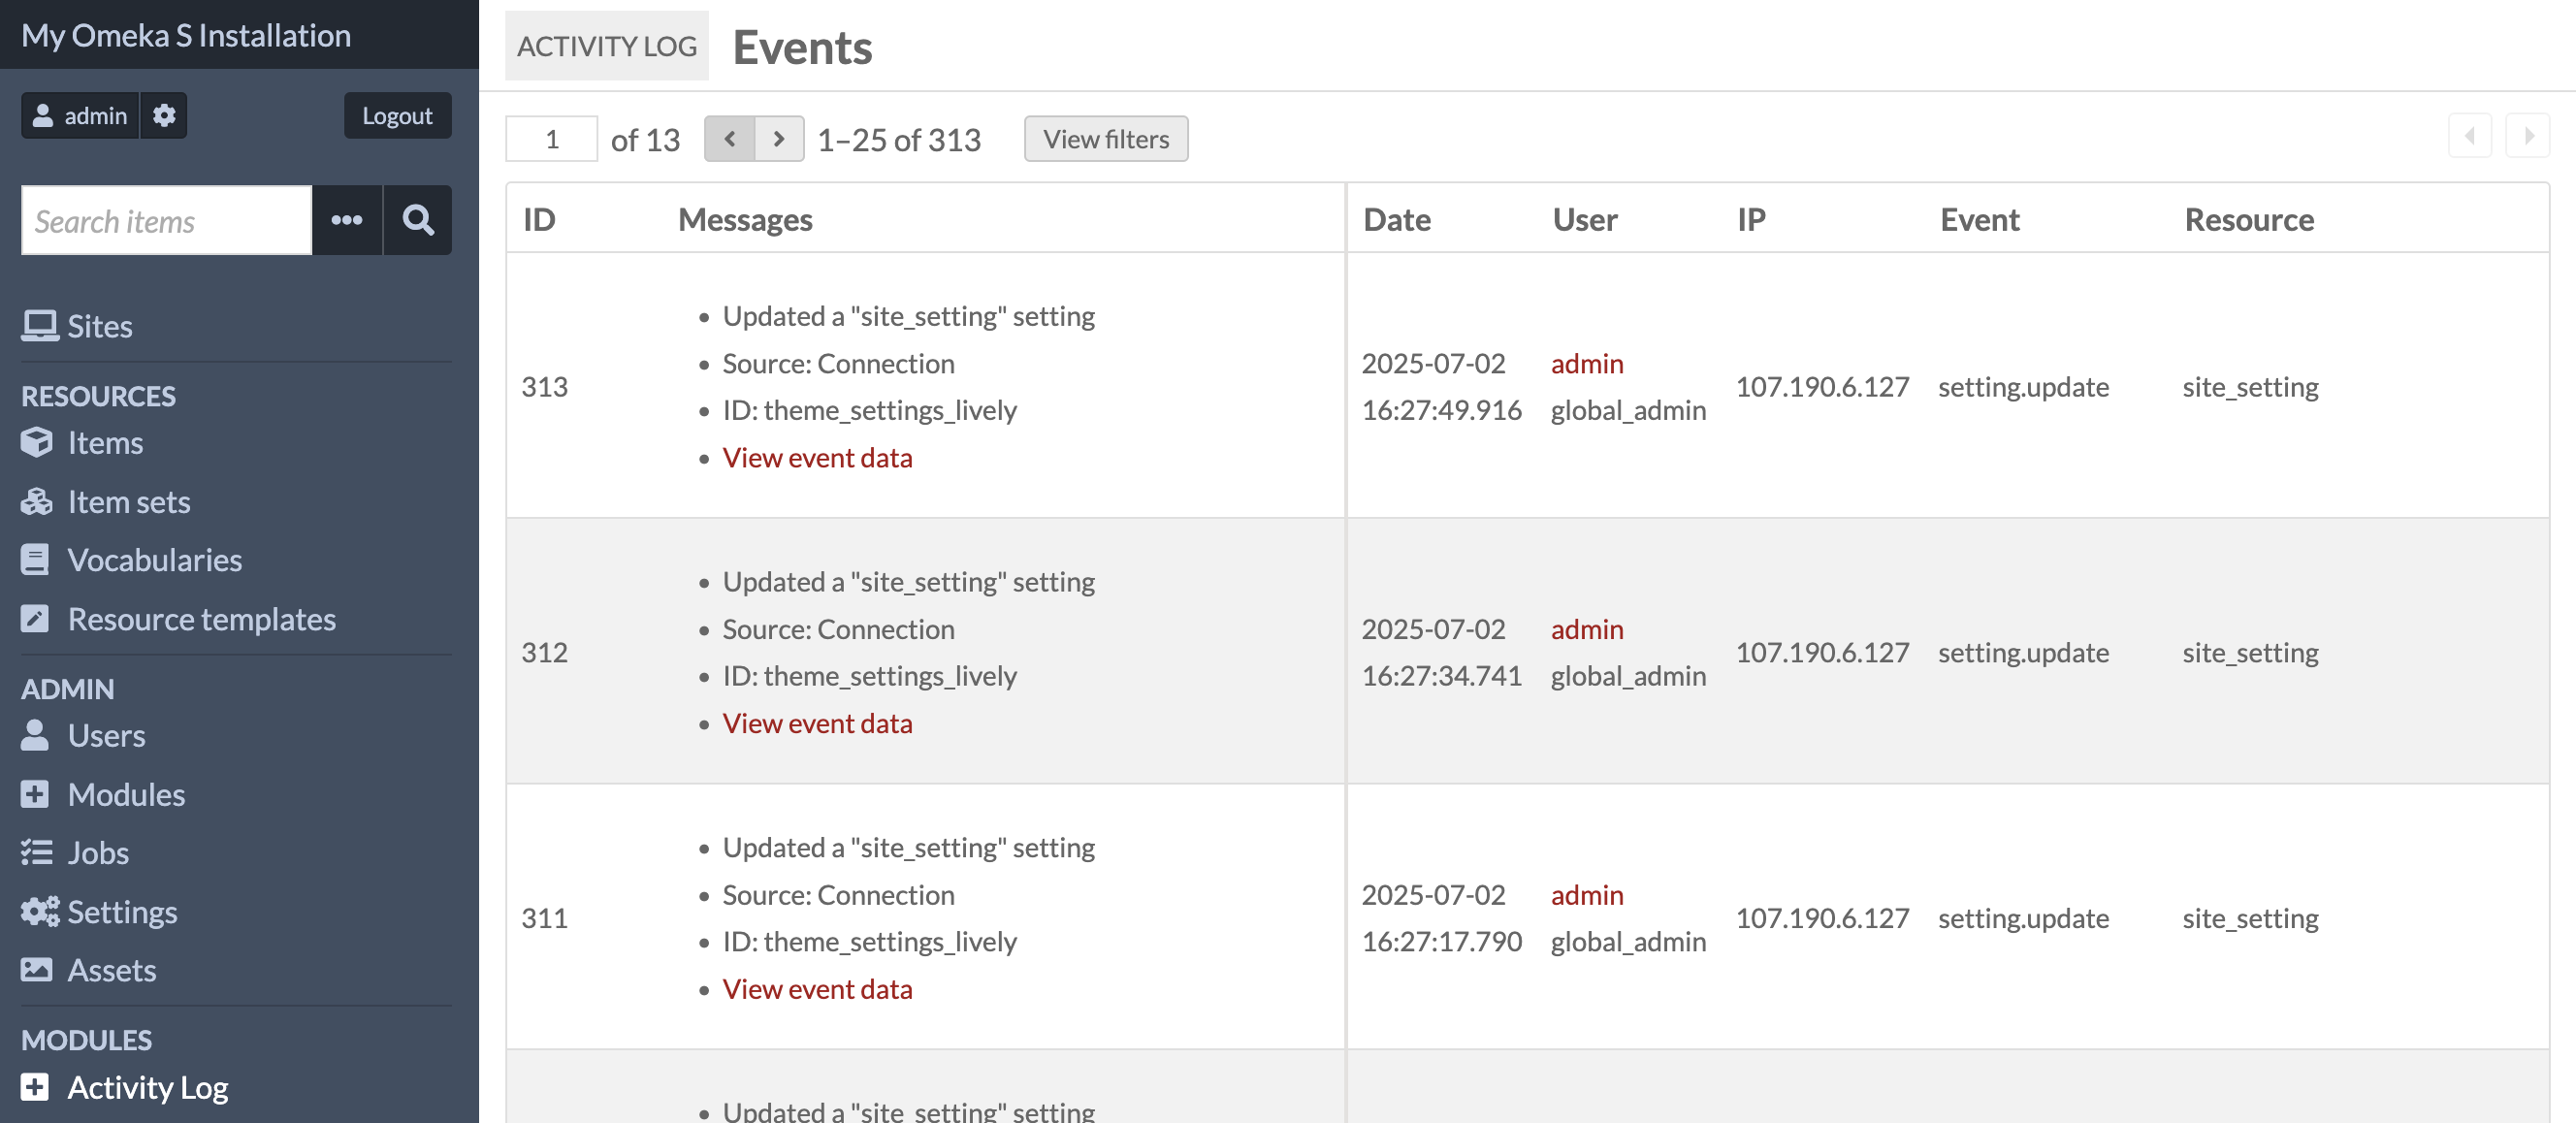 My Omeka S Installation
admin
Logout
Search items
Sites
RESOURCES
Items
Item sets
Vocabularies
Resource templates
ADMIN
Users
Modules
Jobs
Settings
Assets
MODULES
Activity Log
ACTIVITY LOG Events
1 of 13 1–25 of 313 View filters
ID Messages Date User IP Event Resource
313
• Updated a "site_setting" setting
• Source: Connection
• ID: theme_settings_lively
• View event data
2025-07-02
16:27:49.916
admin
global_admin
107.190.6.127
setting.update
site_setting
312
• Updated a "site_setting" setting
• Source: Connection
• ID: theme_settings_lively
• View event data
2025-07-02
16:27:34.741
admin
global_admin
107.190.6.127
setting.update
site_setting
311
• Updated a "site_setting" setting
• Source: Connection
• ID: theme_settings_lively
• View event data
2025-07-02
16:27:17.790
admin
global_admin
107.190.6.127
setting.update
site_setting
• Updated a "site_setting" setting